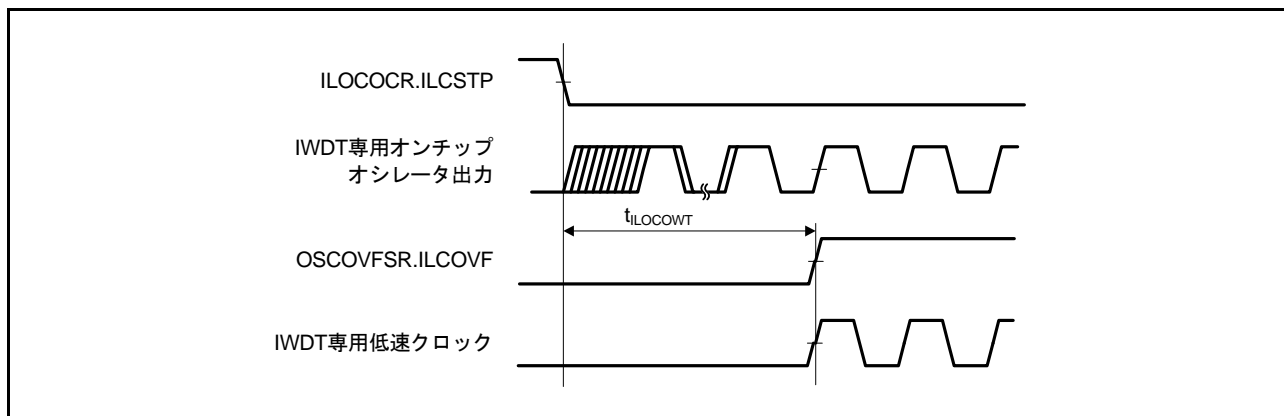 ILOCOCR.ILCSTP
IWDT専用オンチップ
オシレータ出力
tILOCOWT
OSCOVFSR.ILCOVF
IWDT専用低速クロック